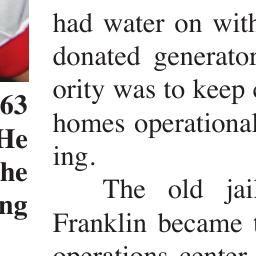 63
He
he
ng
had water on with
donated generator
ority was to keep
homes operational
ing.
The old jail
Franklin became
operations center